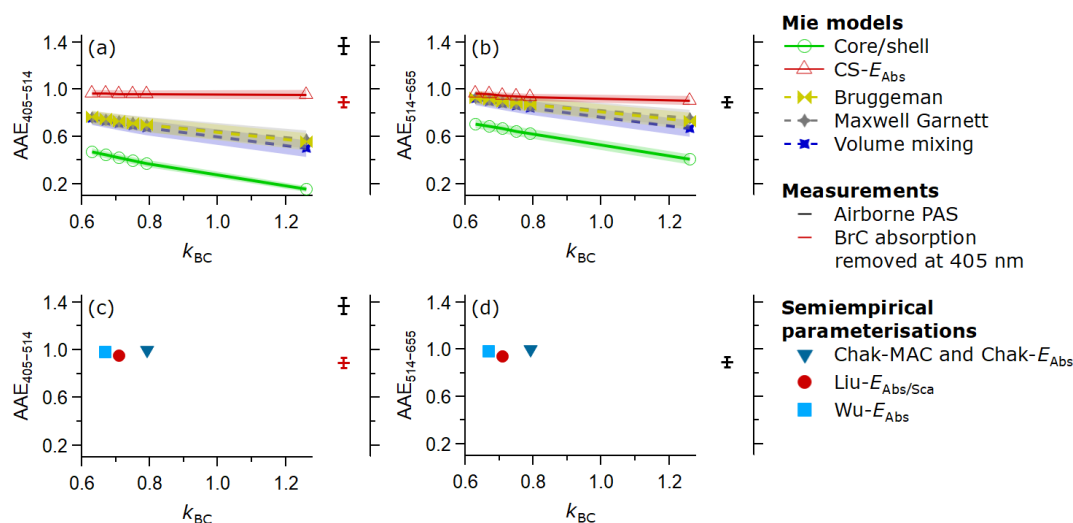 (a)
1.4
1.0
0.6
0.2
AAE405−514
0.6 0.8 1.0 1.2
kBC
(b)
1.4
1.0
0.6
0.2
AAE514−655
0.6 0.8 1.0 1.2
kBC
Mie models
Core/shell
CS-EAbs
Bruggeman
Maxwell Garnett
Volume mixing
Measurements
Airborne PAS
BrC absorption
removed at 405 nm
(c)
1.4
1.0
0.6
0.2
AAE405−514
0.6 0.8 1.0 1.2
kBC
(d)
1.4
1.0
0.6
0.2
AAE514−655
0.6 0.8 1.0 1.2
kBC
Semiempirical
parameterisations
Chak-MAC and Chak-EAbs
Liu-EAbs/Sca
Wu-EAbs